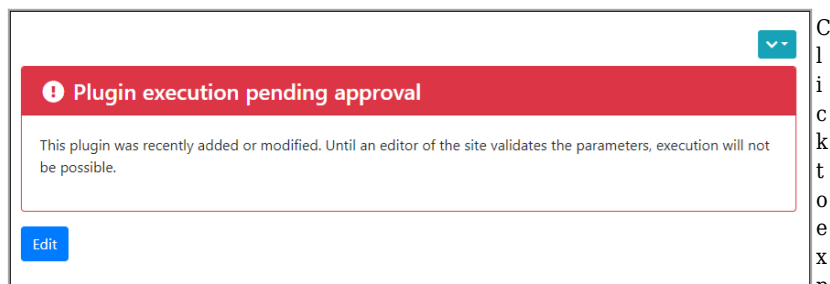 Plugin execution pending approval
This plugin was recently added or modified. Until an editor of the site validates the parameters, execution will not
be possible.
Edit
C
l
i
c
k
t
o
e
x